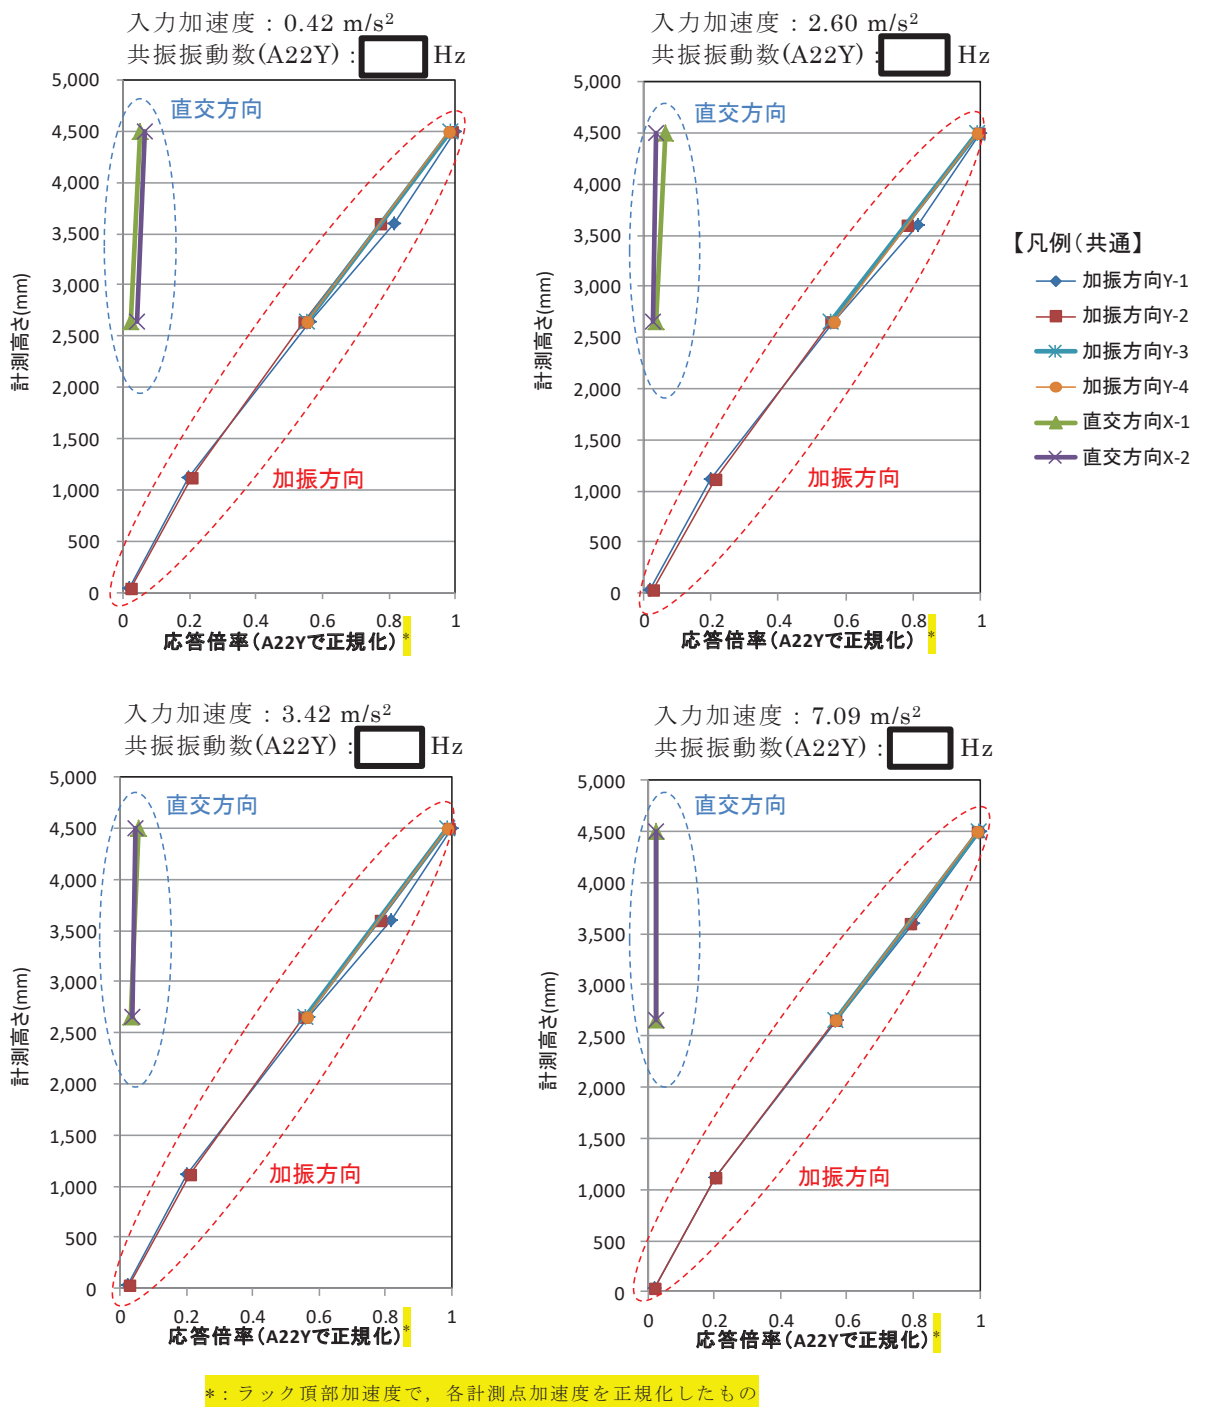 入力加速度：0.42 m/s²
共振振動数(A22Y)：　Hz
5,000
4,500
4,000
3,500
3,000
2,500
2,000
1,500
1,000
500
0
計測高さ(mm)
直交方向
加振方向
0 0.2 0.4 0.6 0.8 1
応答倍率(A22Yで正規化)*
入力加速度：2.60 m/s²
共振振動数(A22Y)：　Hz
5,000
4,500
4,000
3,500
3,000
2,500
2,000
1,500
1,000
500
0
計測高さ(mm)
直交方向
加振方向
0 0.2 0.4 0.6 0.8 1
応答倍率(A22Yで正規化)*
【凡例(共通】
加振方向Y-1
加振方向Y-2
加振方向Y-3
加振方向Y-4
直交方向X-1
直交方向X-2
入力加速度：3.42 m/s²
共振振動数(A22Y)：　Hz
5,000
4,500
4,000
3,500
3,000
2,500
2,000
1,500
1,000
500
0
計測高さ(mm)
直交方向
加振方向
0 0.2 0.4 0.6 0.8 1
応答倍率(A22Yで正規化)*
入力加速度：7.09 m/s²
共振振動数(A22Y)：　Hz
5,000
4,500
4,000
3,500
3,000
2,500
2,000
1,500
1,000
500
0
計測高さ(mm)
直交方向
加振方向
0 0.2 0.4 0.6 0.8 1
応答倍率(A22Yで正規化)*
*：ラック頂部加速度で，各計測点加速度を正規化したもの